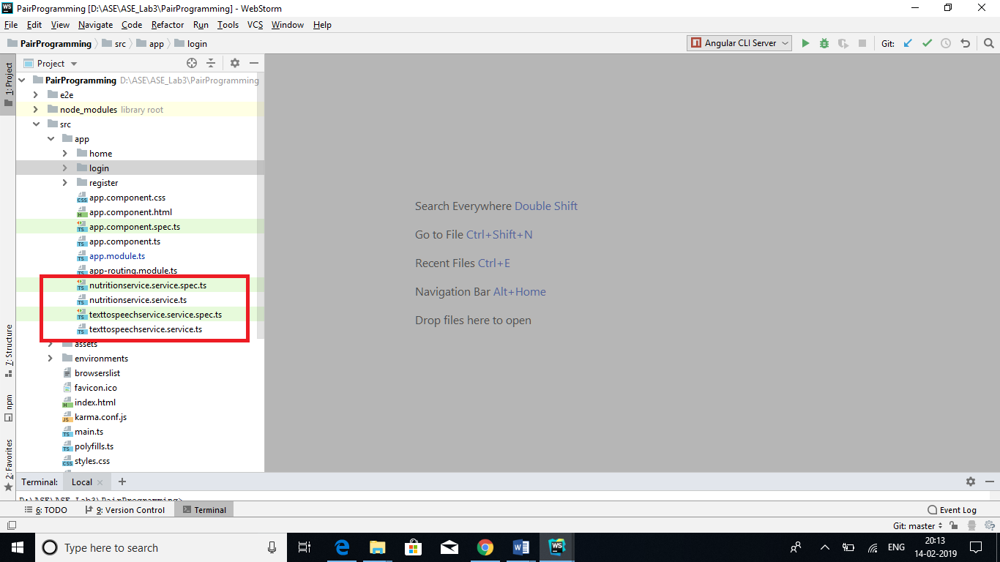 WS PairProgramming [D:\ASE\ASE_Lab3\PairProgramming] - WebStorm
File Edit View Navigate Code Refactor Run Tools VCS Window Help
PairProgramming src app login Angular CLI Server Git:
Project
1: Project
PairProgramming D:\ASE\ASE_Lab3\PairProgramming
e2e
node_modules library root
src
app
home
login
register
app.component.css
app.component.html
app.component.spec.ts
app.component.ts
app.module.ts
app-routing.module.ts
nutritionservice.service.spec.ts
nutritionservice.service.ts
texttospeechservice.service.spec.ts
texttospeechservice.service.ts
assets
environments
browserslist
favicon.ico
index.html
karma.conf.js
main.ts
polyfills.ts
styles.css
7: Structure
npm
2: Favorites
Search Everywhere Double Shift
Go to File Ctrl+Shift+N
Recent Files Ctrl+E
Navigation Bar Alt+Home
Drop files here to open
Terminal: Local
D:\ASE\ASE_Lab3\PairProgramming>
6: TODO 9: Version Control Terminal Event Log
Git: master
Type here to search
ENG
20:13
14-02-2019